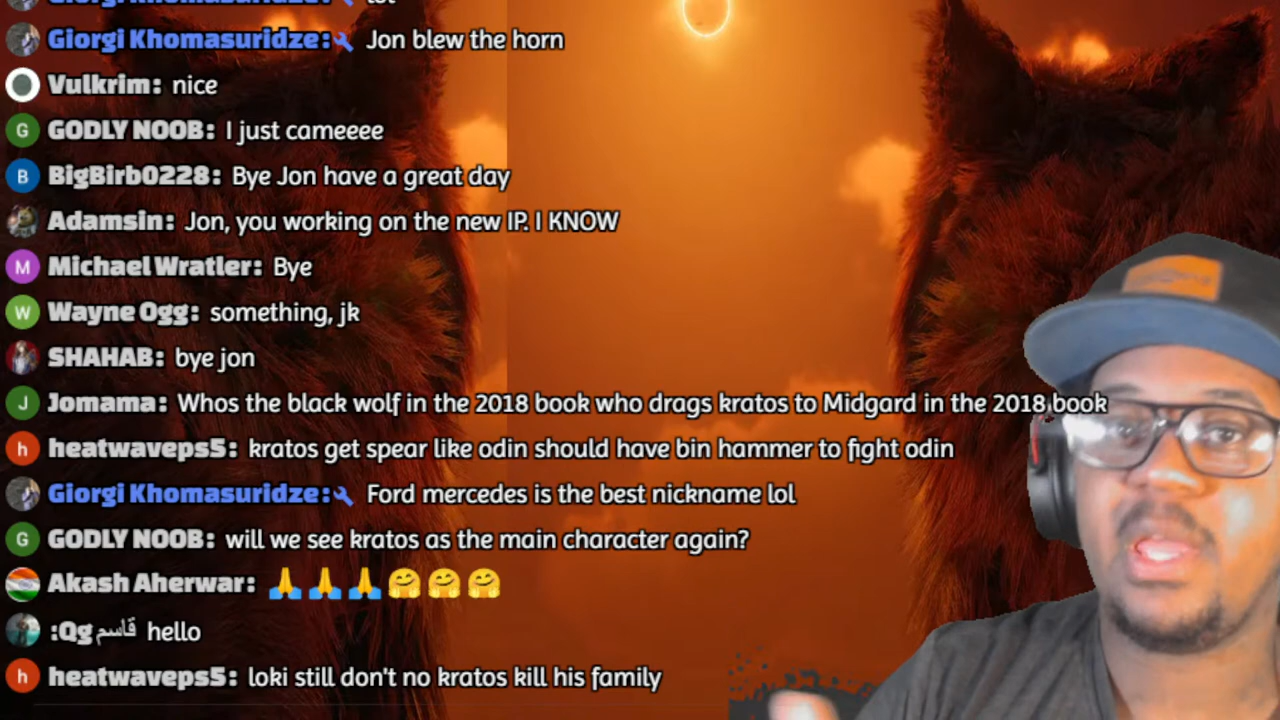 Giorgi Khomasuridze: lol
Giorgi Khomasuridze: Jon blew the horn
Vulkrim: nice
G GODLY NOOB: I just cameeee
B BigBirb0228: Bye Jon have a great day
Adamsin: Jon, you working on the new IP. I KNOW
M Michael Wratler: Bye
W Wayne Ogg: something, jk
SHAHAB: bye jon
J Jomama: Whos the black wolf in the 2018 book who drags kratos to Midgard in the 2018 book
h heatwaveps5: kratos get spear like odin should have bin hammer to fight odin
Giorgi Khomasuridze: Ford mercedes is the best nickname lol
G GODLY NOOB: will we see kratos as the main character again?
Akash Aherwar: 🙏 🙏 🙏 🤗 🤗 🤗
:Qg قاسم hello
h heatwaveps5: loki still don't no kratos kill his family